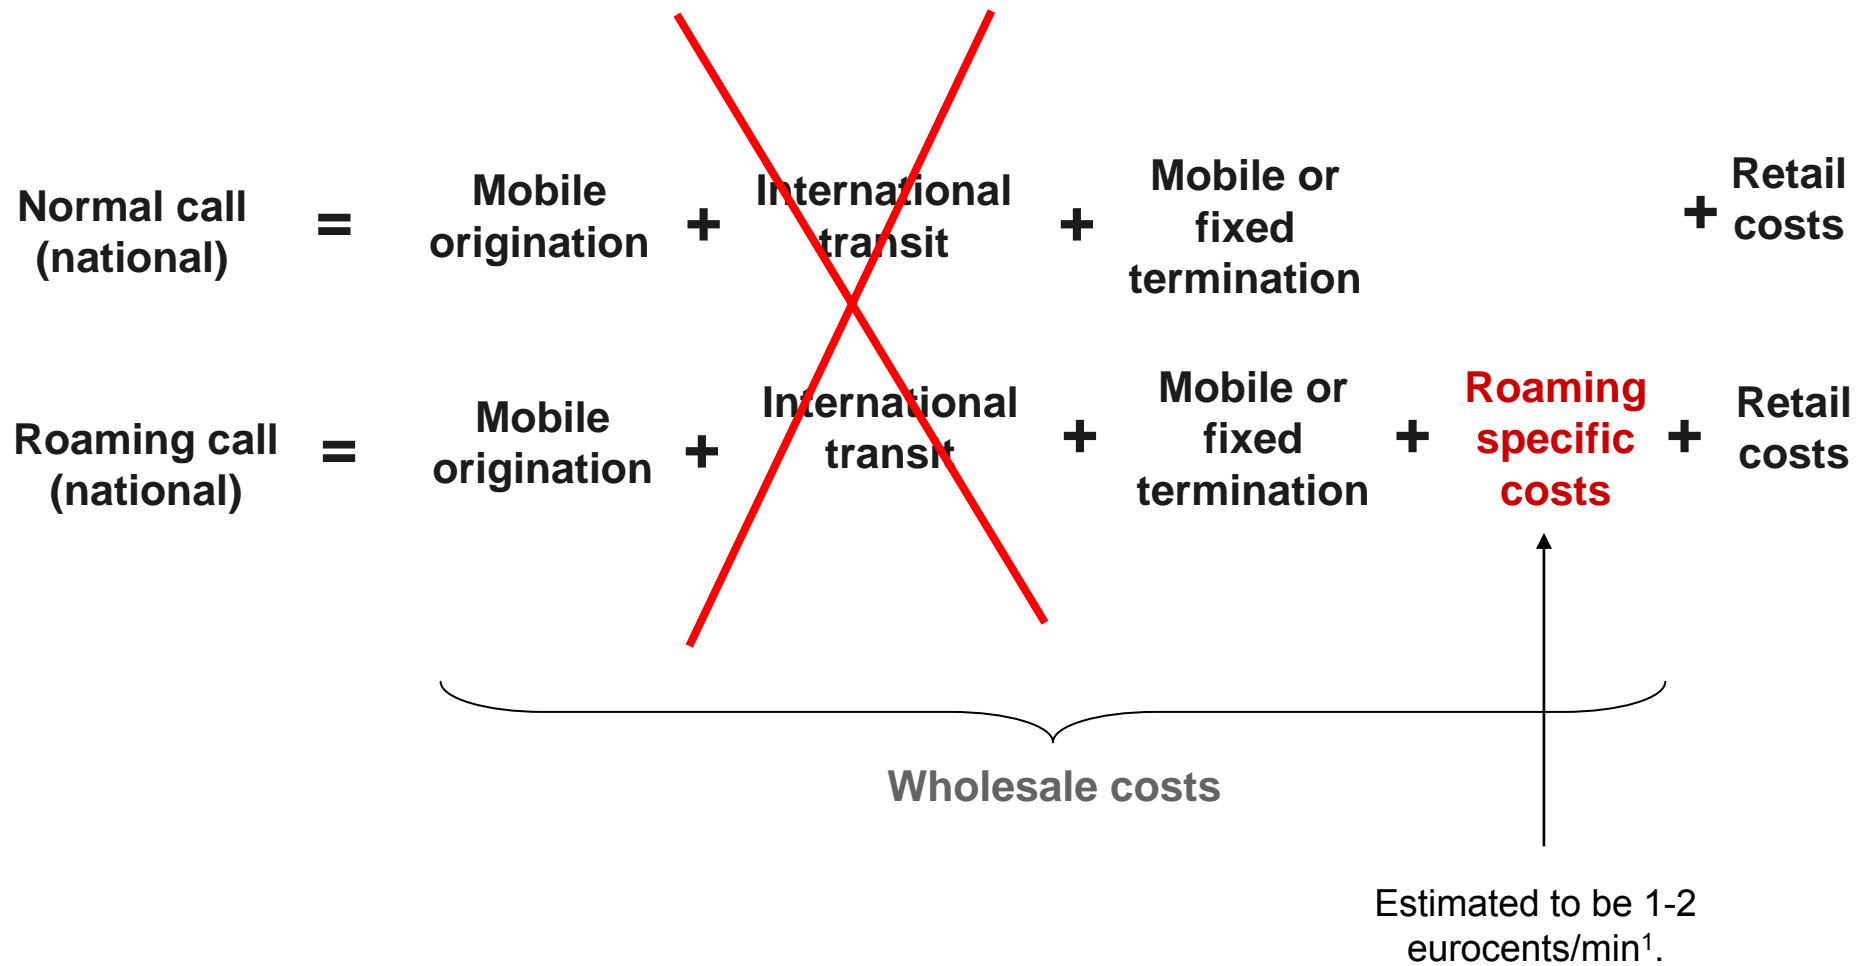 Normal call
(national)
=
Mobile
origination
+
International
transit
+
Mobile or
fixed
termination
+
Retail
costs
Roaming call
(national)
=
Mobile
origination
+
International
transit
+
Mobile or
fixed
termination
+
Roaming
specific
costs
+
Retail
costs
Wholesale costs
Estimated to be 1-2
eurocents/min¹.